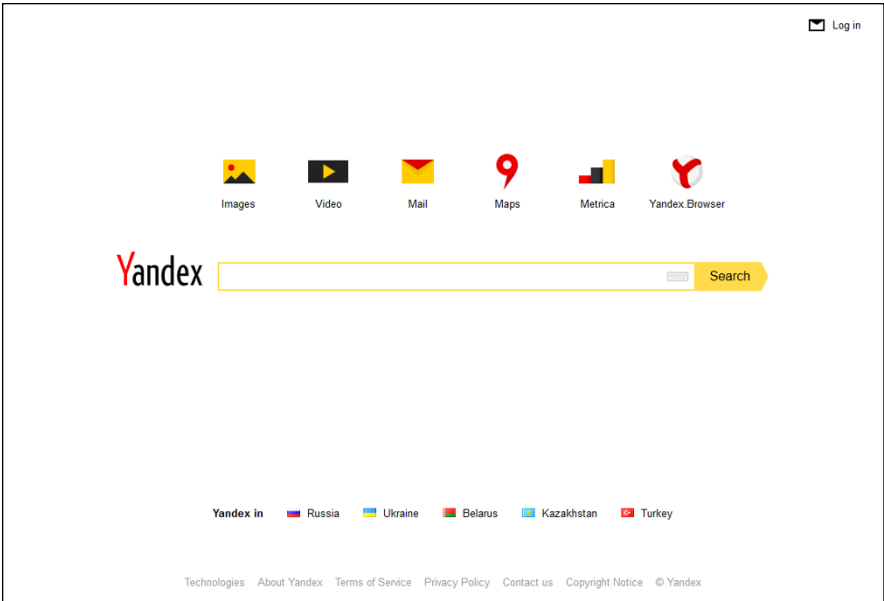 Log in
Images Video Mail Maps Metrica Yandex.Browser
Yandex Search
Yandex in Russia Ukraine Belarus Kazakhstan Turkey
Technologies About Yandex Terms of Service Privacy Policy Contact us Copyright Notice © Yandex